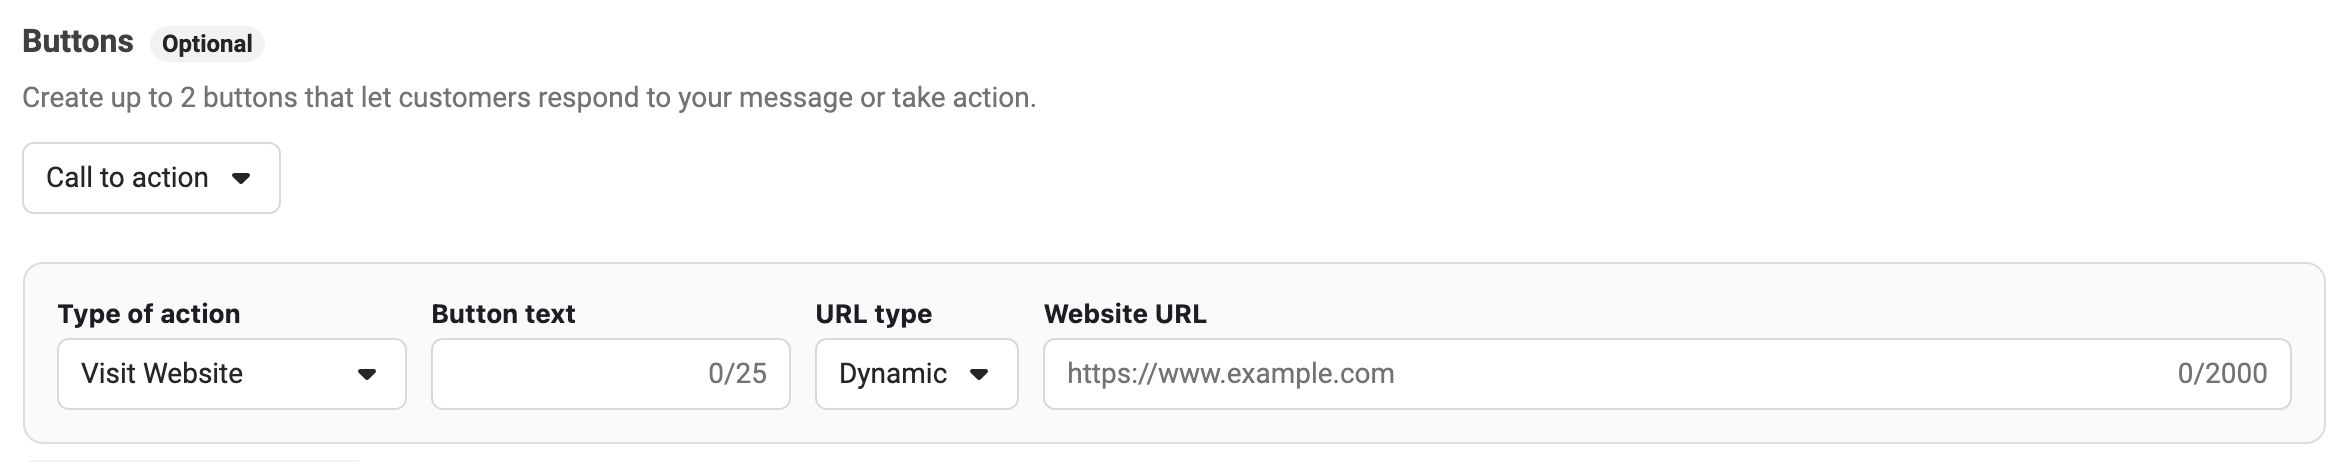 Buttons Optional
Create up to 2 buttons that let customers respond to your message or take action.
Call to action
Type of action Button text URL type Website URL
Visit Website 0/25 Dynamic https://www.example.com 0/2000